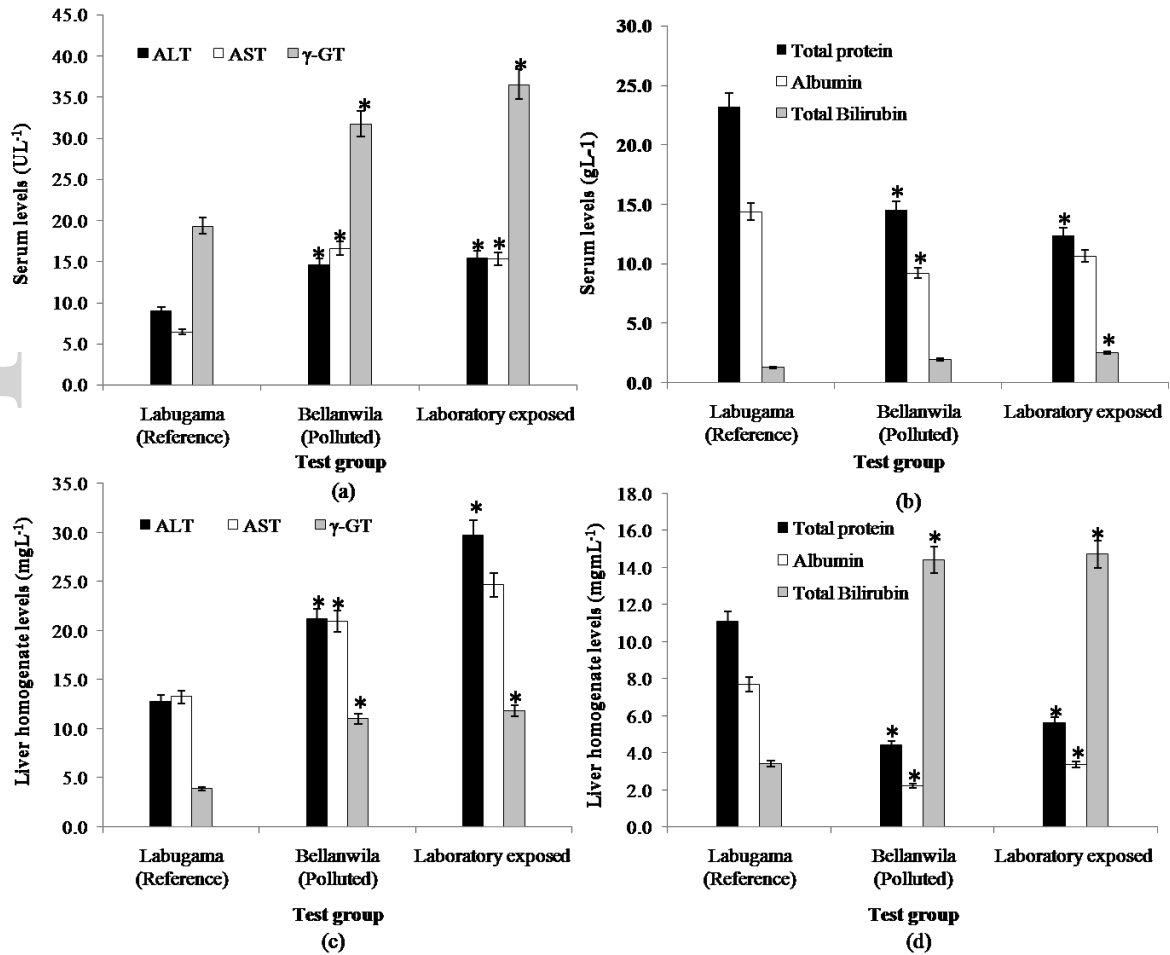 45.0
40.0
35.0
30.0
25.0
20.0
15.0
10.0
5.0
0.0
Serum levels (UL-1)
ALT AST γ-GT
* * *
* * *
Labugama
(Reference)
Bellanwila
(Polluted)
Laboratory exposed
Test group
(a)
30.0
25.0
20.0
15.0
10.0
5.0
0.0
Serum levels (gL-1)
Total protein
Albumin
Total Bilirubin
* *
* *
Labugama
(Reference)
Bellanwila
(Polluted)
Laboratory exposed
Test group
(b)
35.0
30.0
25.0
20.0
15.0
10.0
5.0
0.0
Liver homogenate levels (mgL-1)
ALT AST γ-GT
* * *
* *
Labugama
(Reference)
Bellanwila
(Polluted)
Laboratory exposed
Test group
(c)
18.0
16.0
14.0
12.0
10.0
8.0
6.0
4.0
2.0
0.0
Liver homogenate levels (mgmL-1)
Total protein
Albumin
Total Bilirubin
* * *
* * *
Labugama
(Reference)
Bellanwila
(Polluted)
Laboratory exposed
Test group
(d)